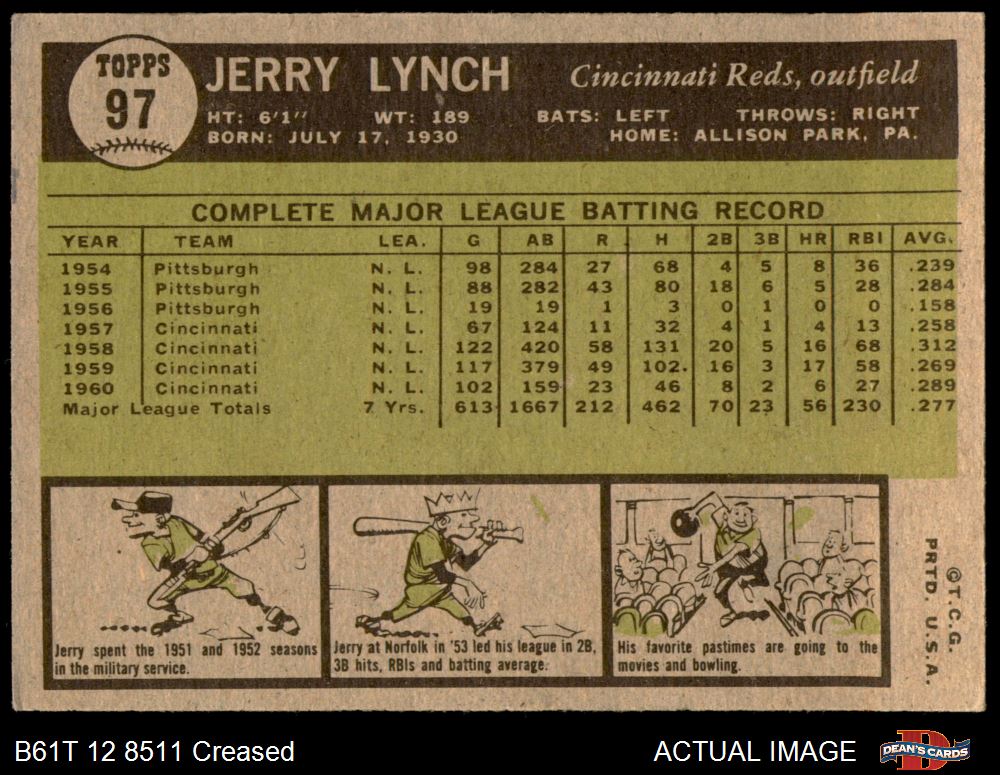 TOPPS
97
JERRY LYNCH Cincinnati Reds, outfield
HT: 6'1" WT: 189 BATS: LEFT THROWS: RIGHT
BORN: JULY 17, 1930 HOME: ALLISON PARK, PA.
COMPLETE MAJOR LEAGUE BATTING RECORD
YEAR TEAM LEA. G AB R H 2B 3B HR RBI AVG.
1954 Pittsburgh N. L. 98 284 27 68 4 5 8 36 .239
1955 Pittsburgh N. L. 88 282 43 80 18 6 5 28 .284
1956 Pittsburgh N. L. 19 19 1 3 0 1 0 0 .158
1957 Cincinnati N. L. 67 124 11 32 4 1 4 13 .258
1958 Cincinnati N. L. 122 420 58 131 20 5 16 68 .312
1959 Cincinnati N. L. 117 379 49 102 16 3 17 58 .269
1960 Cincinnati N. L. 102 159 23 46 8 2 6 27 .289
Major League Totals 7 Yrs. 613 1667 212 462 70 23 56 230 .277
Jerry spent the 1951 and 1952 seasons
in the military service.
Jerry at Norfolk in '53 led his league in 2B,
3B hits, RBIs and batting average.
His favorite pastimes are going to the
movies and bowling.
©T.C.G.
PRTD. U.S.A.
B61T 12 8511 Creased
ACTUAL IMAGE
D
DEAN'S CARDS